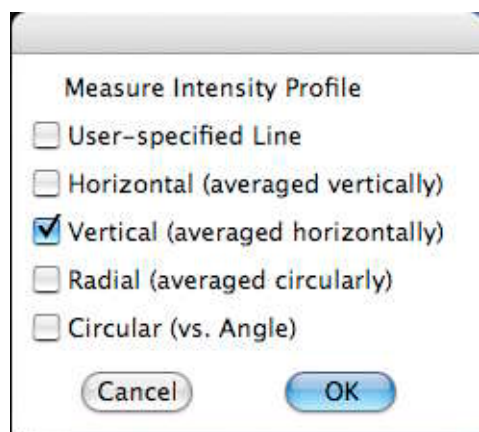 Measure Intensity Profile
User-specified Line
Horizontal (averaged vertically)
Vertical (averaged horizontally)
Radial (averaged circularly)
Circular (vs. Angle)
Cancel OK